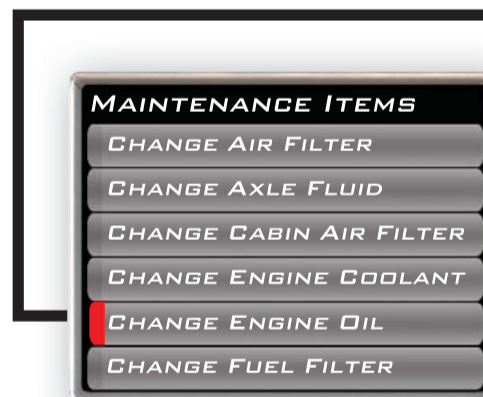 Maintenance Items
Change Air Filter
Change Axle Fluid
Change Cabin Air Filter
Change Engine Coolant
Change Engine Oil
Change Fuel Filter